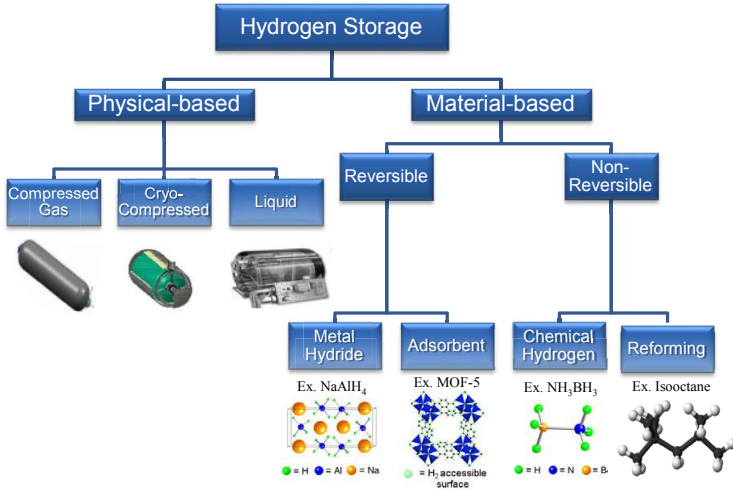 Hydrogen Storage
Physical-based
Material-based
Compressed
Gas
Cryo-
Compressed
Liquid
Reversible
Non-
Reversible
Metal
Hydride
Adsorbent
Chemical
Hydrogen
Reforming
Ex. NaAlH₄
Ex. MOF-5
Ex. NH₃BH₃
Ex. Isooctane
= H = Al = Na
= H₂ accessible
surface
= H = N = B